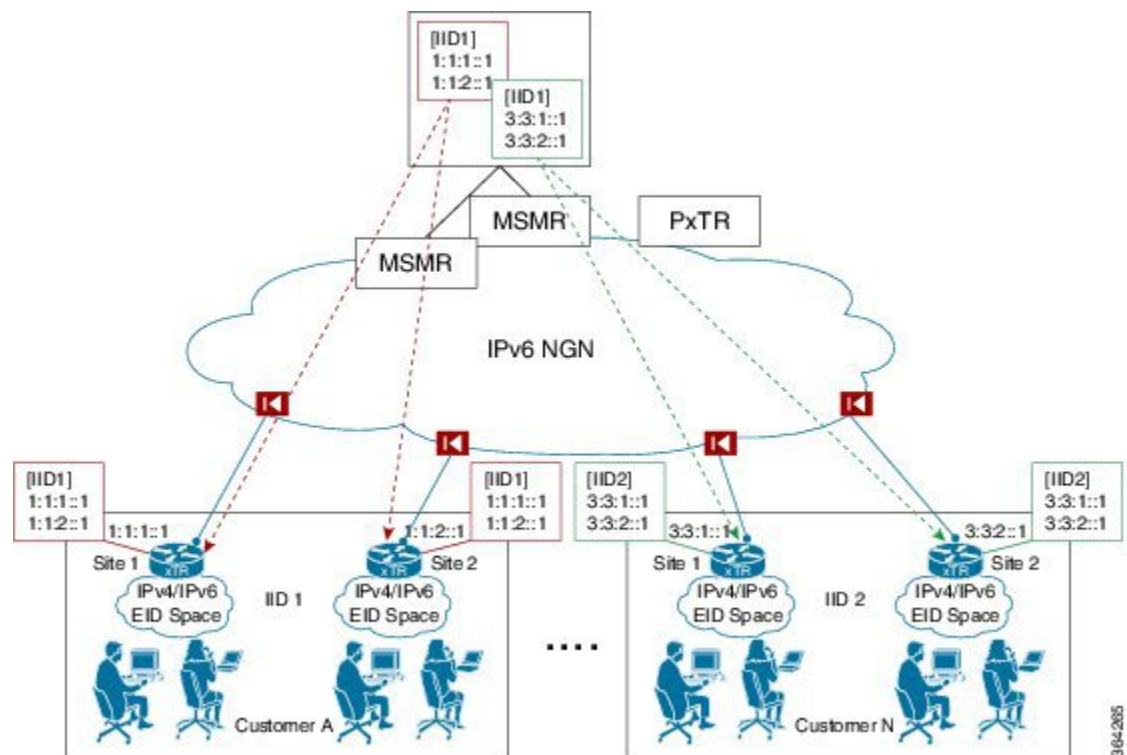 [IID1]
1:1:1::1
1:1:2::1
[IID1]
3:3:1::1
3:3:2::1
MSMR
PxTR
MSMR
IPv6 NGN
[IID1]
1:1:1::1
1:1:2::1
[IID1]
1:1:1::1
1:1:2::1
[IID2]
3:3:1::1
3:3:2::1
[IID2]
3:3:1::1
3:3:2::1
1:1:1::1
1:1:2::1
3:3:1::1
3:3:2::1
Site 1
xTR
xTR
Site 2
Site 1
xTR
xTR
Site 2
IPv4/IPv6
EID Space
IID 1
IPv4/IPv6
EID Space
IPv4/IPv6
EID Space
IID 2
IPv4/IPv6
EID Space
....
Customer A
Customer N
364265